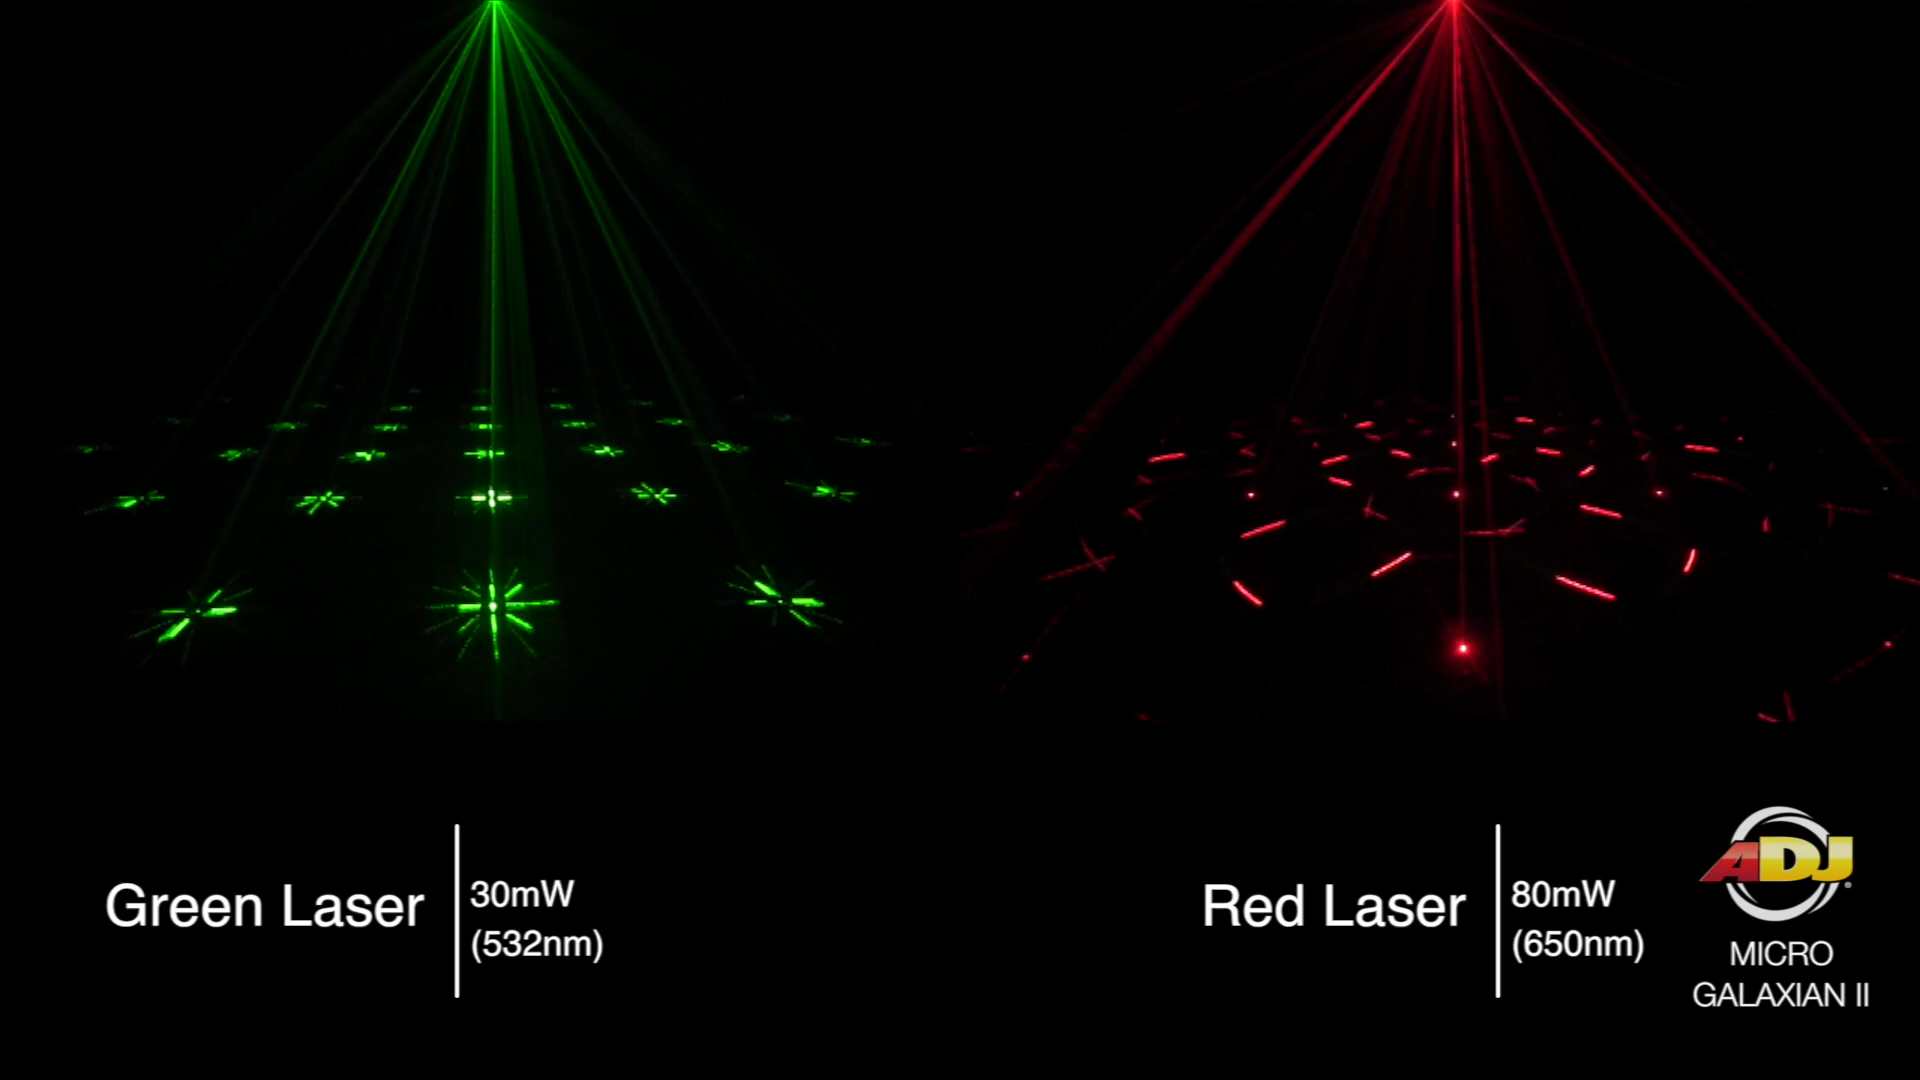 Green Laser
30mW
(532nm)
Red Laser
80mW
(650nm)
ADJ
MICRO
GALAXIAN II